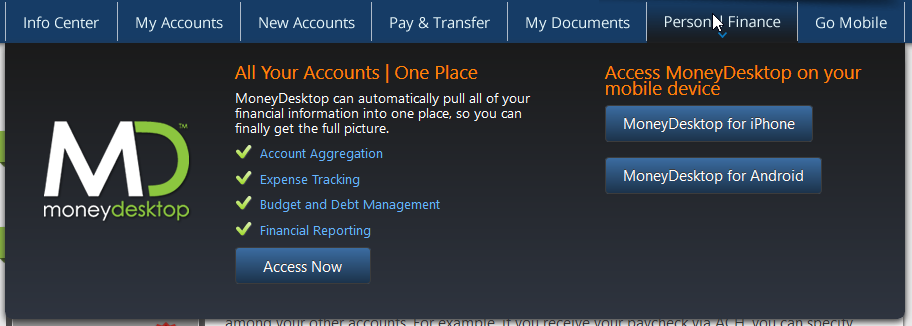 Info Center
My Accounts
New Accounts
Pay & Transfer
My Documents
Personal Finance
Go Mobile
All Your Accounts | One Place
MoneyDesktop can automatically pull all of your
financial information into one place, so you can
finally get the full picture.
Account Aggregation
Expense Tracking
Budget and Debt Management
Financial Reporting
Access Now
MD™
moneydesktop
Access MoneyDesktop on your
mobile device
MoneyDesktop for iPhone
MoneyDesktop for Android
among your other accounts. For example, if you receive your paycheck via ACH, you can specify